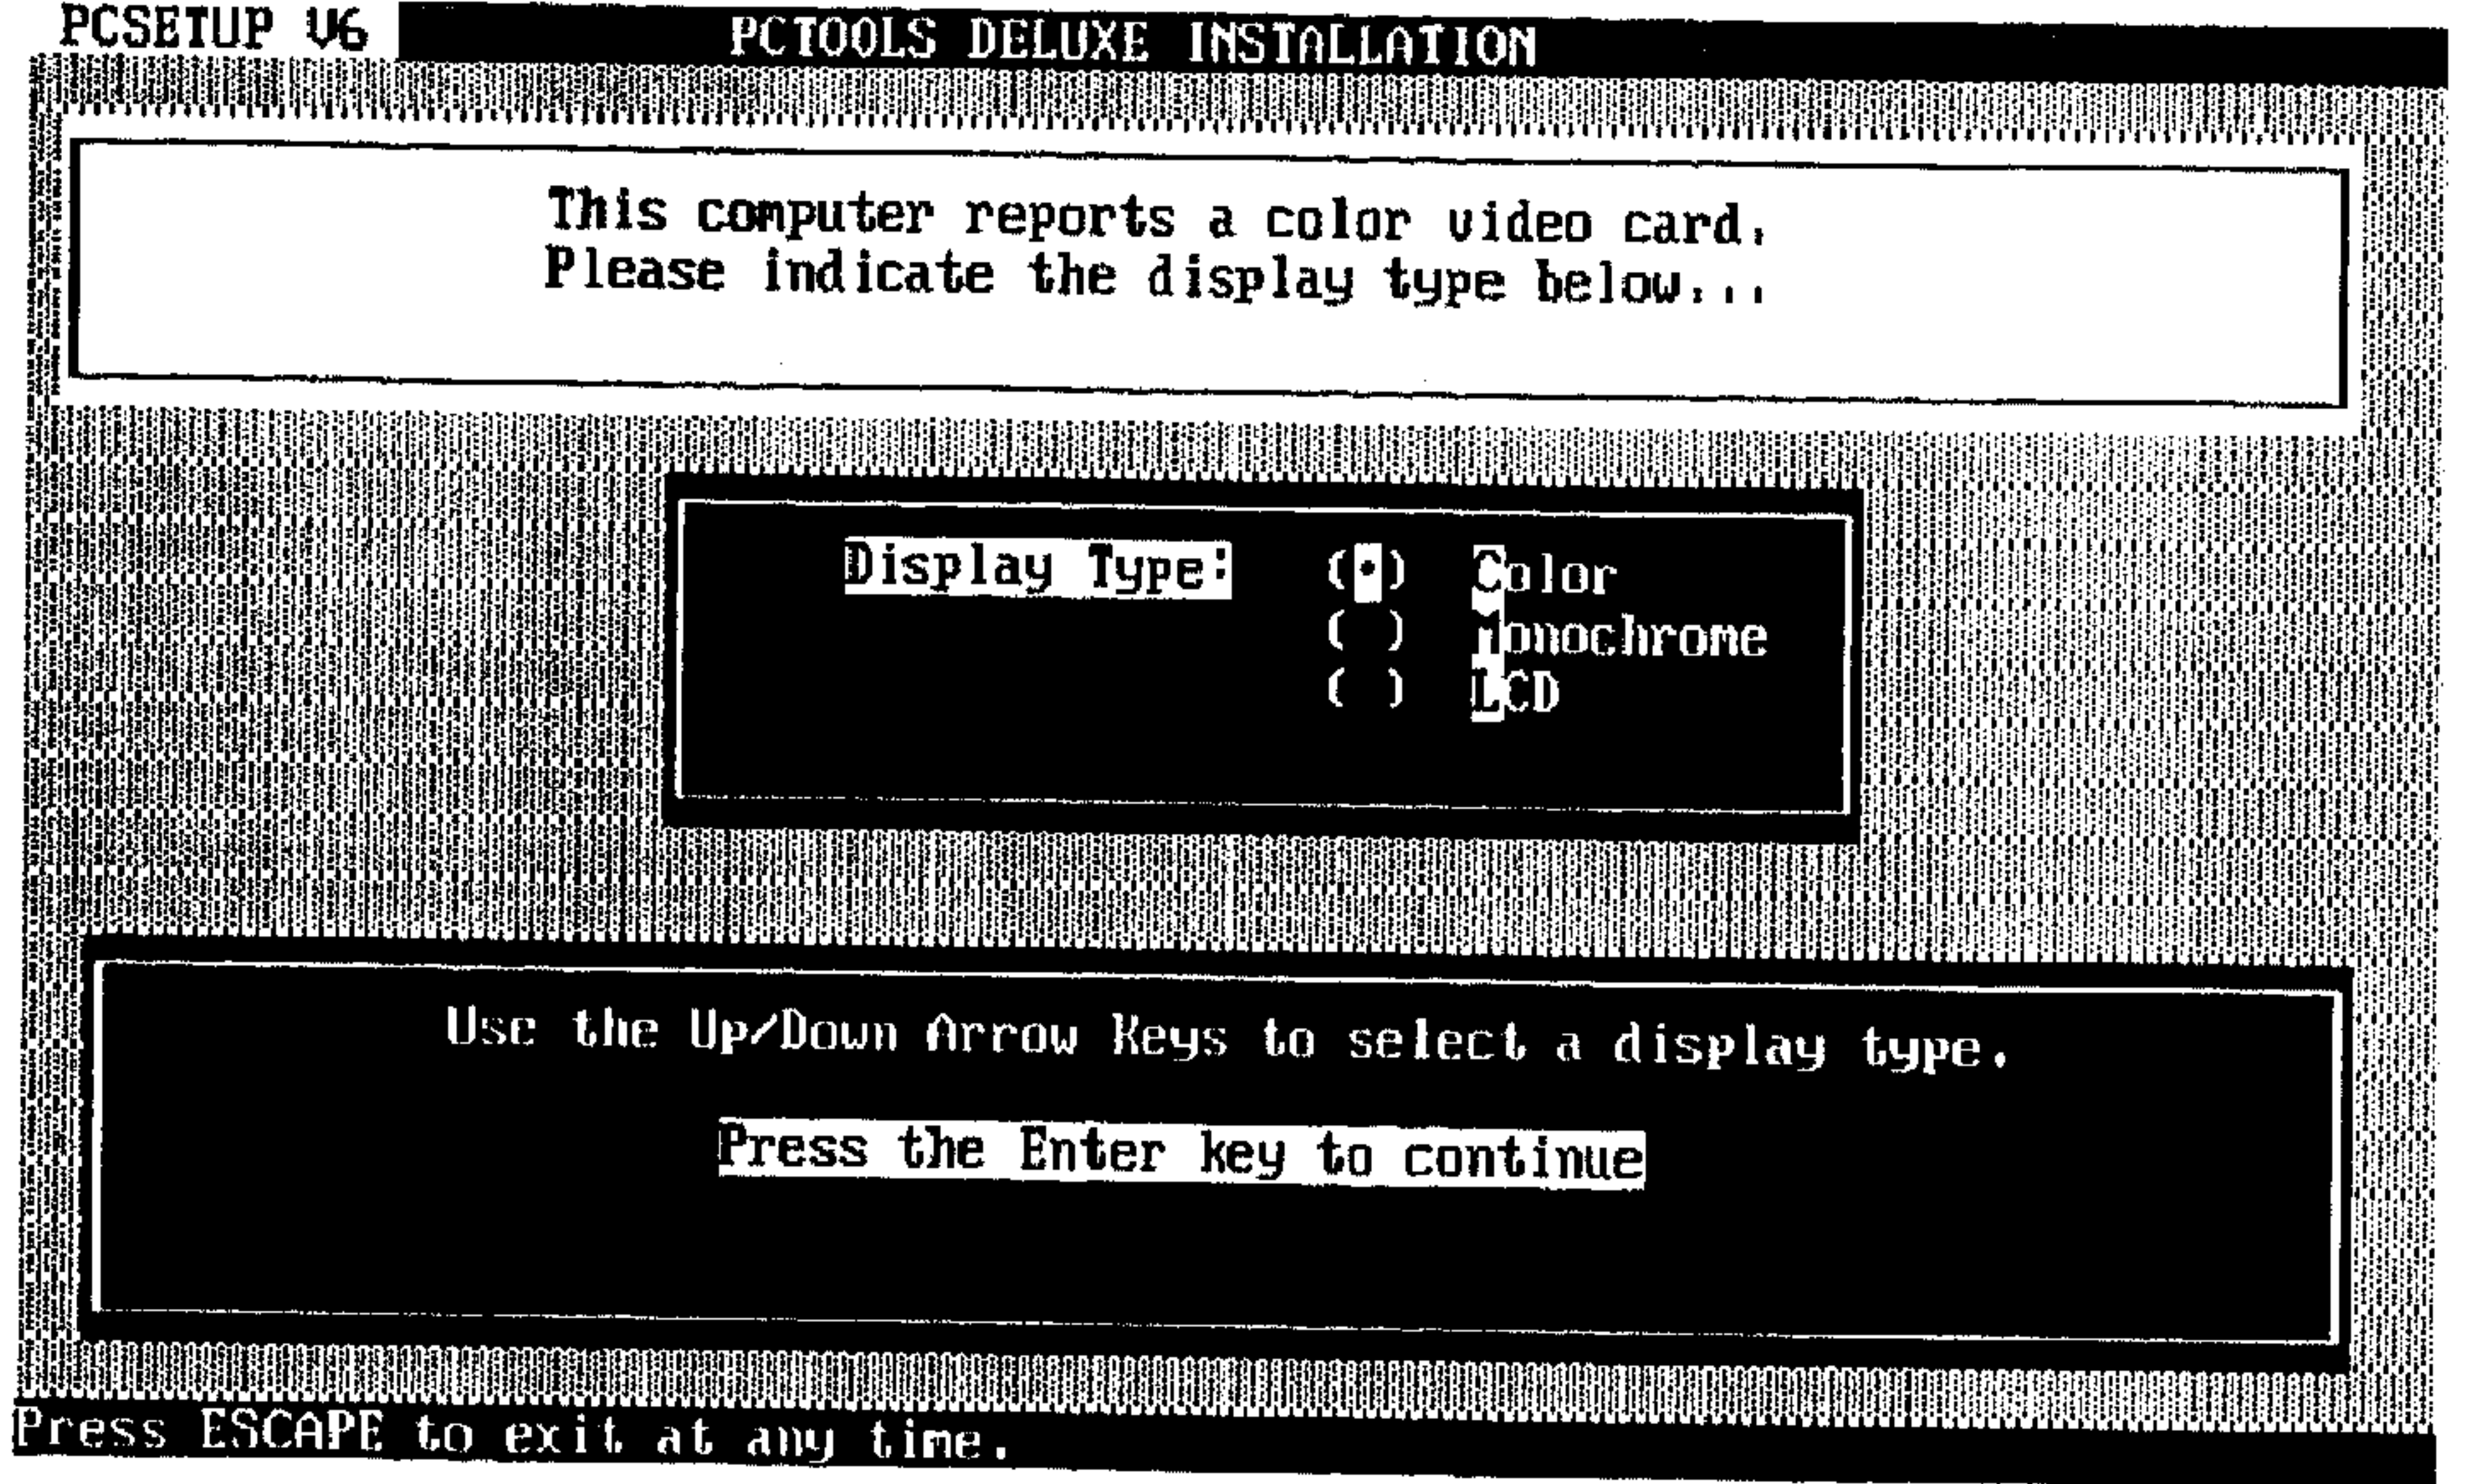 PCSETUP V6 PCTOOLS DELUXE INSTALLATION
This computer reports a color video card.
Please indicate the display type below...
Display Type: (•) Color
( ) Monochrome
( ) LCD
Use the Up/Down Arrow Keys to select a display type.
Press the Enter key to continue
Press ESCAPE to exit at any time.